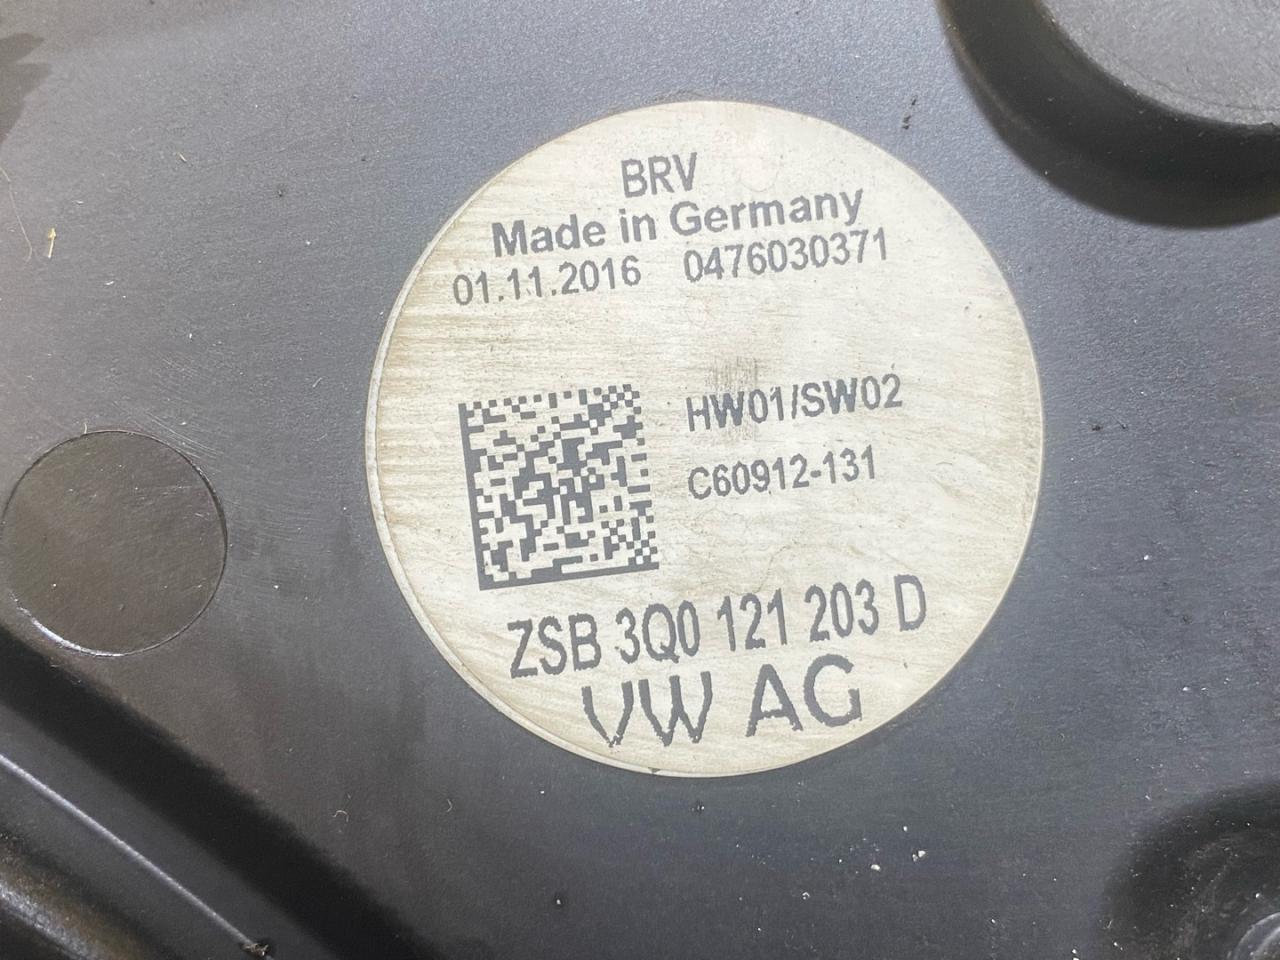 BRV
Made in Germany
01.11.2016 0476030371
HW01/SW02
C60912-131
ZSB 3Q0 121 203 D
VW AG